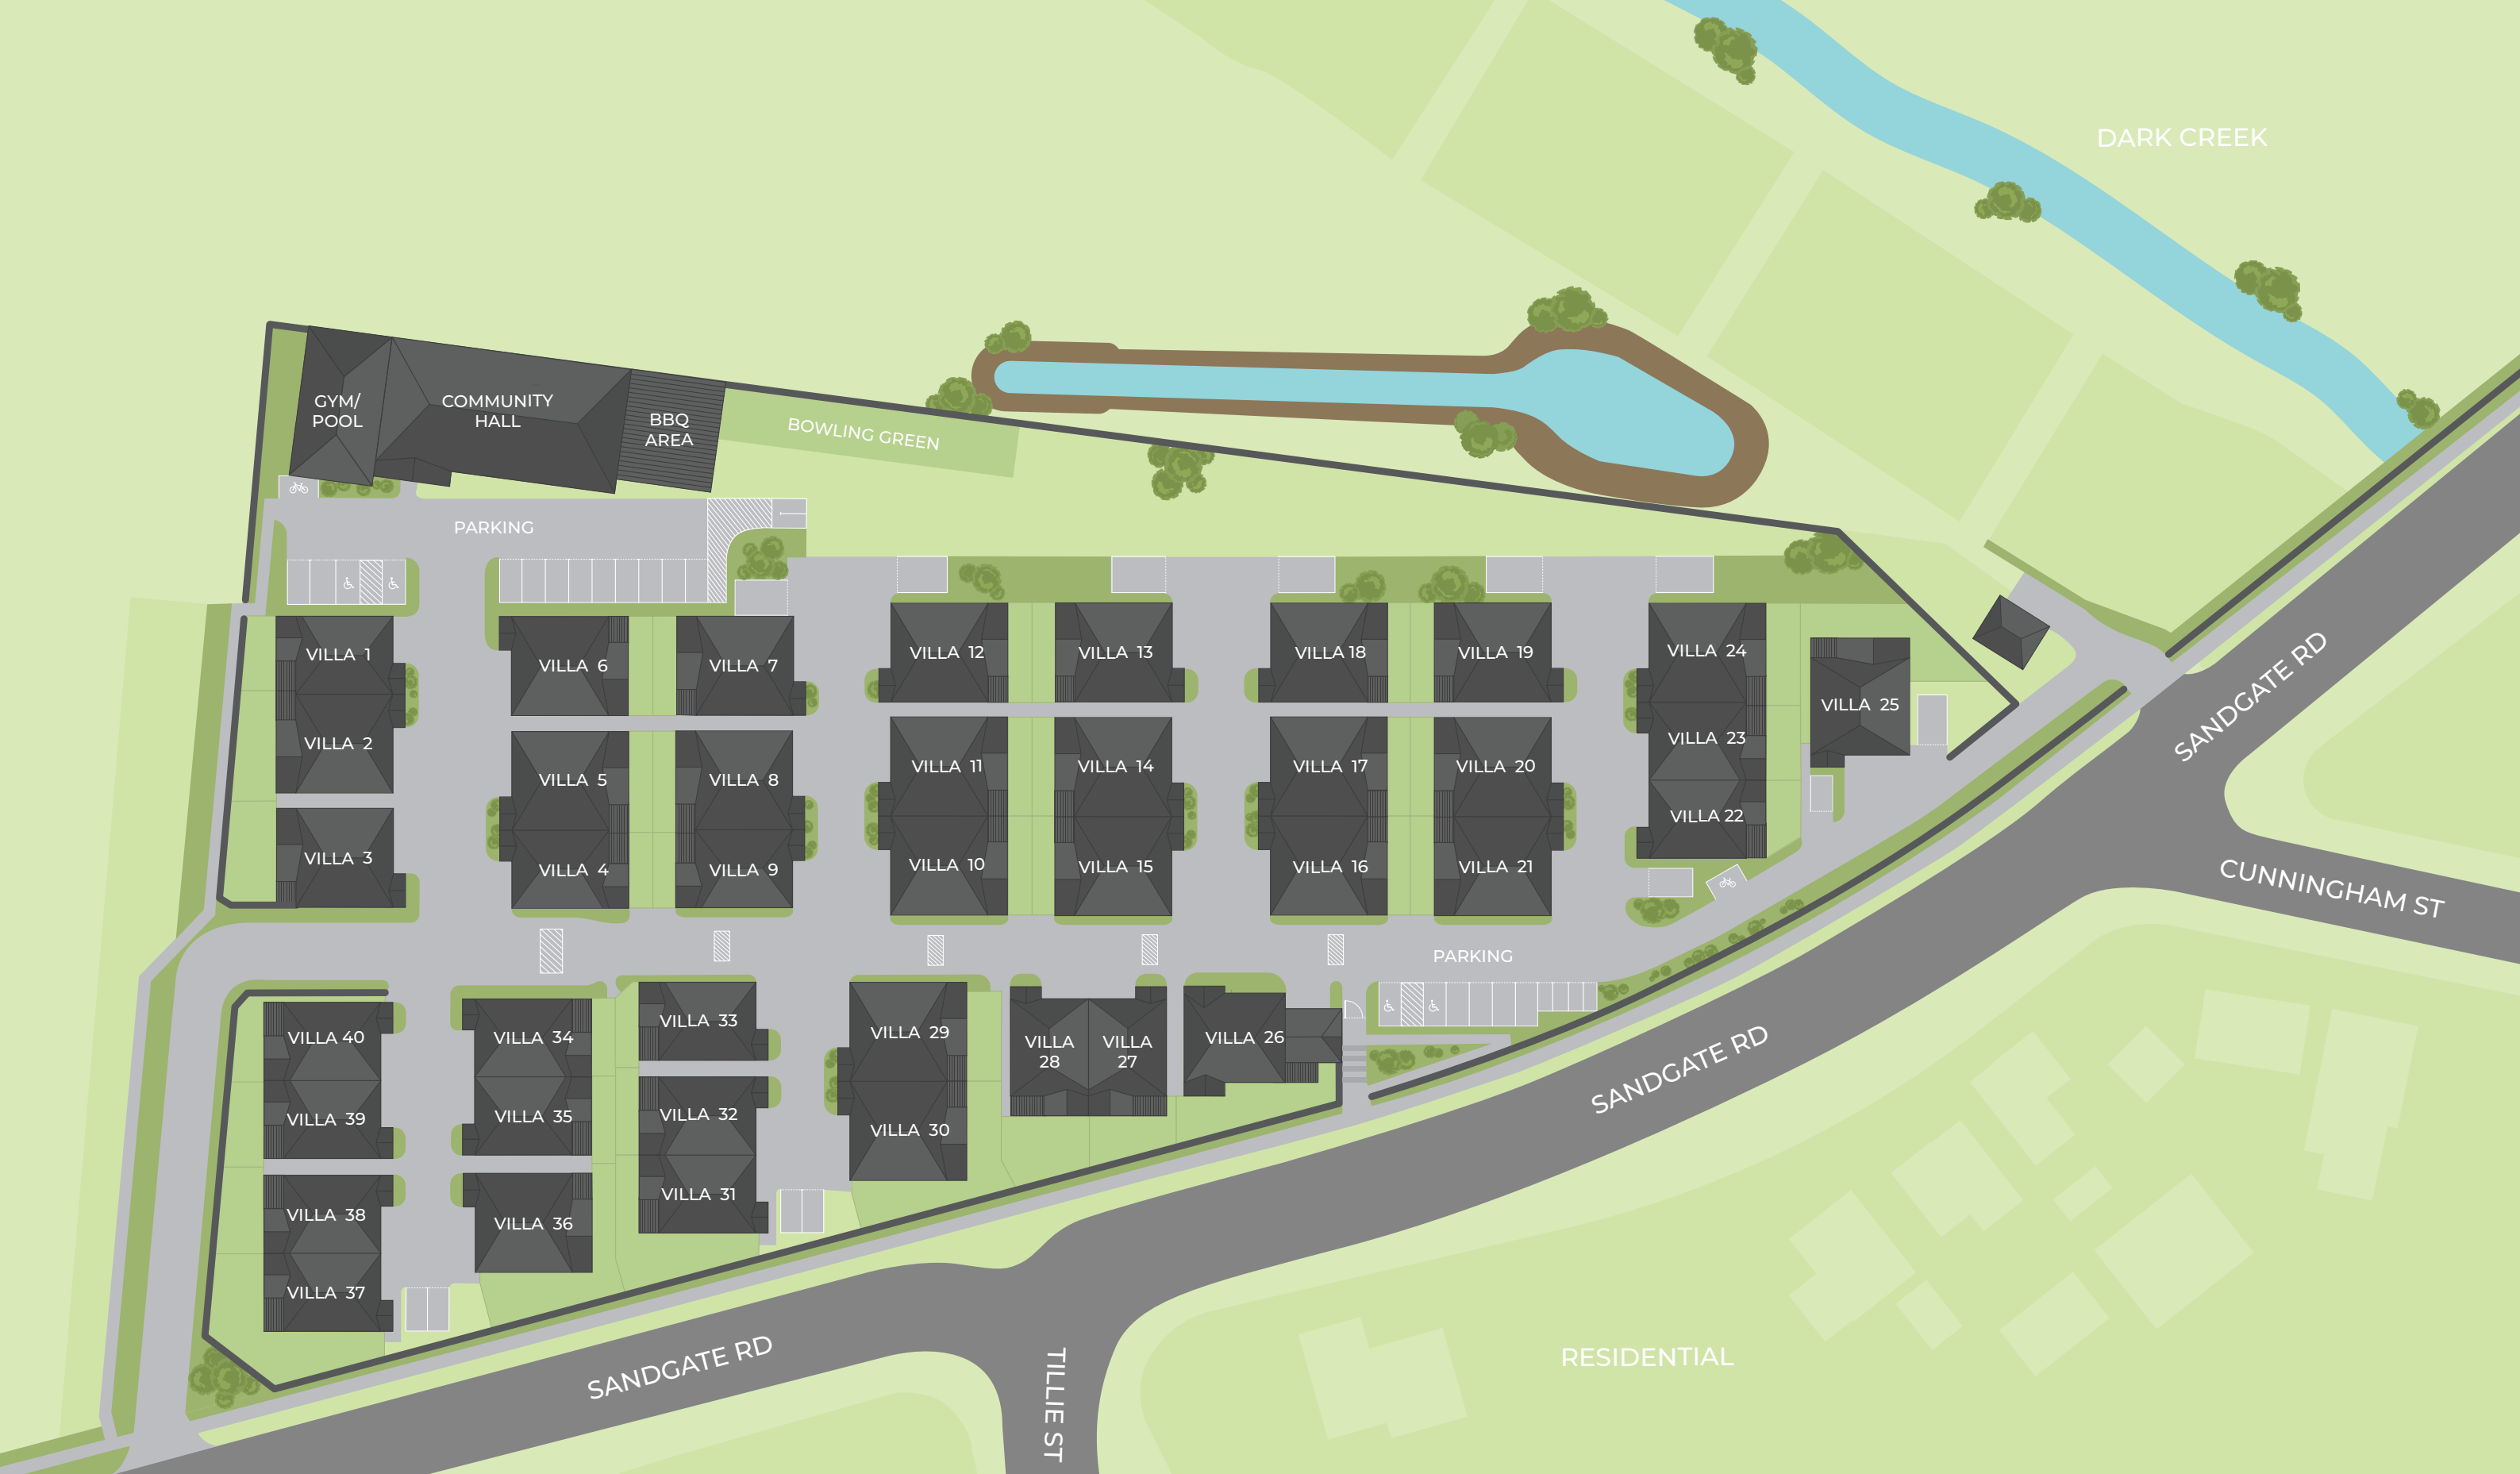 DARK CREEK
GYM/
POOL
COMMUNITY
HALL
BBQ
AREA
BOWLING GREEN
PARKING
VILLA 1
VILLA 2
VILLA 3
VILLA 6
VILLA 5
VILLA 4
VILLA 7
VILLA 8
VILLA 9
VILLA 12
VILLA 11
VILLA 10
VILLA 13
VILLA 14
VILLA 15
VILLA 18
VILLA 17
VILLA 16
VILLA 19
VILLA 20
VILLA 21
VILLA 24
VILLA 23
VILLA 22
VILLA 25
SANDGATE RD
CUNNINGHAM ST
PARKING
VILLA 40
VILLA 39
VILLA 38
VILLA 37
VILLA 34
VILLA 35
VILLA 36
VILLA 33
VILLA 32
VILLA 31
VILLA 29
VILLA 30
VILLA
28
VILLA
27
VILLA 26
SANDGATE RD
SANDGATE RD
TILLIE ST
RESIDENTIAL